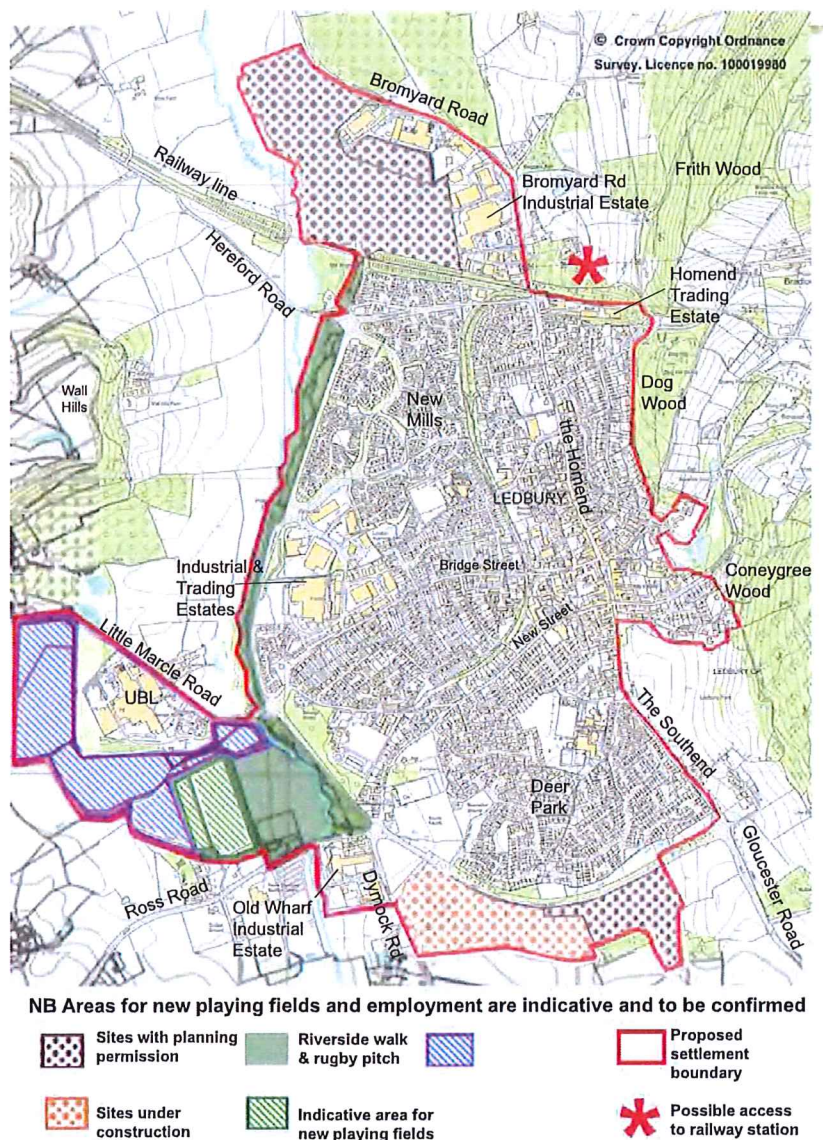 © Crown Copyright Ordnance
Survey. Licence no. 100019980
Bromyard Road
Frith Wood
Railway line
Bromyard Rd
Industrial Estate
Hereford Road
Homend
Trading
Estate
Wall
Hills
New
Mills
Dog
Wood
the Homend
LEDBURY
Industrial &
Trading
Estates
Bridge Street
Coneygree
Wood
New Street
Little Marcle Road
LEDBURY CP
UBL
The Southend
Deer
Park
Gloucester Road
Ross Road
Old Wharf
Industrial
Estate
Dymock Rd
NB Areas for new playing fields and employment are indicative and to be confirmed
Sites with planning
permission
Riverside walk
& rugby pitch
Proposed
settlement
boundary
Sites under
construction
Indicative area for
new playing fields
Possible access
to railway station